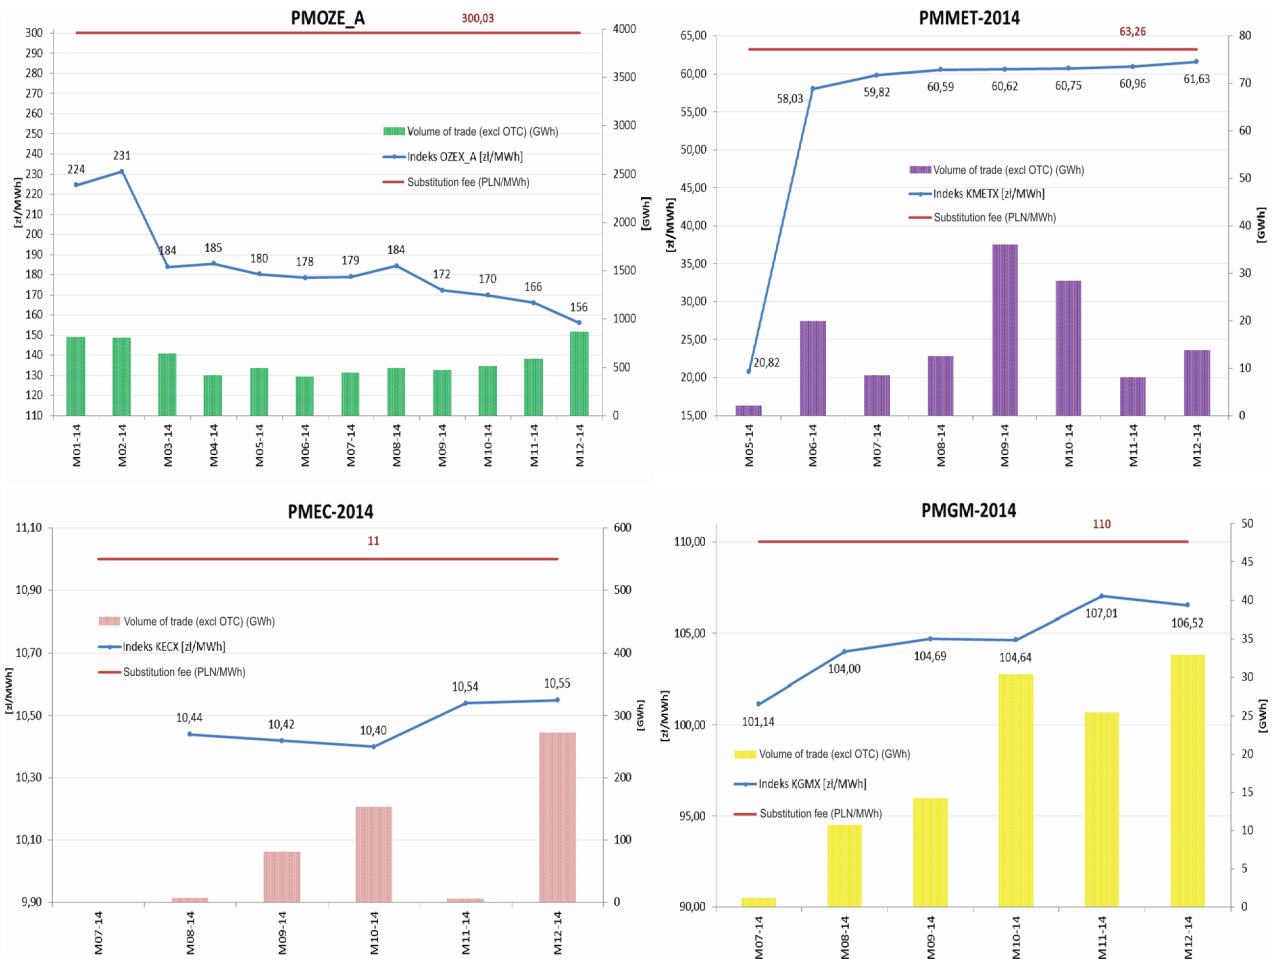 PMOZE_A
300,03
300
290
280
270
260
250
240
230
220
210
200
190
180
170
160
150
140
130
120
110
[zł/MWh]
4000
3500
3000
2500
2000
1500
1000
500
0
[GWh]
Volume of trade (excl OTC) (GWh)
Indeks OZEX_A [zł/MWh]
Substitution fee (PLN/MWh)
224
231
184
185
180
178
179
184
172
170
166
156
M01-14
M02-14
M03-14
M04-14
M05-14
M06-14
M07-14
M08-14
M09-14
M10-14
M11-14
M12-14
PMMET-2014
63,26
65,00
60,00
55,00
50,00
45,00
40,00
35,00
30,00
25,00
20,00
15,00
[zł/MWh]
80
70
60
50
40
30
20
10
0
[GWh]
Volume of trade (excl OTC) (GWh)
Indeks KMETX [zł/MWh]
Substitution fee (PLN/MWh)
20,82
58,03
59,82
60,59
60,62
60,75
60,96
61,63
M05-14
M06-14
M07-14
M08-14
M09-14
M10-14
M11-14
M12-14
PMEC-2014
11
11,10
10,90
10,70
10,50
10,30
10,10
9,90
[zł/MWh]
600
500
400
300
200
100
0
[GWh]
Volume of trade (excl OTC) (GWh)
Indeks KECX [zł/MWh]
Substitution fee (PLN/MWh)
10,44
10,42
10,40
10,54
10,55
M07-14
M08-14
M09-14
M10-14
M11-14
M12-14
PMGM-2014
110
110,00
105,00
100,00
95,00
90,00
[zł/MWh]
50
45
40
35
30
25
20
15
10
5
0
[GWh]
Volume of trade (excl OTC) (GWh)
Indeks KGMX [zł/MWh]
Substitution fee (PLN/MWh)
101,14
104,00
104,69
104,64
107,01
106,52
M07-14
M08-14
M09-14
M10-14
M11-14
M12-14